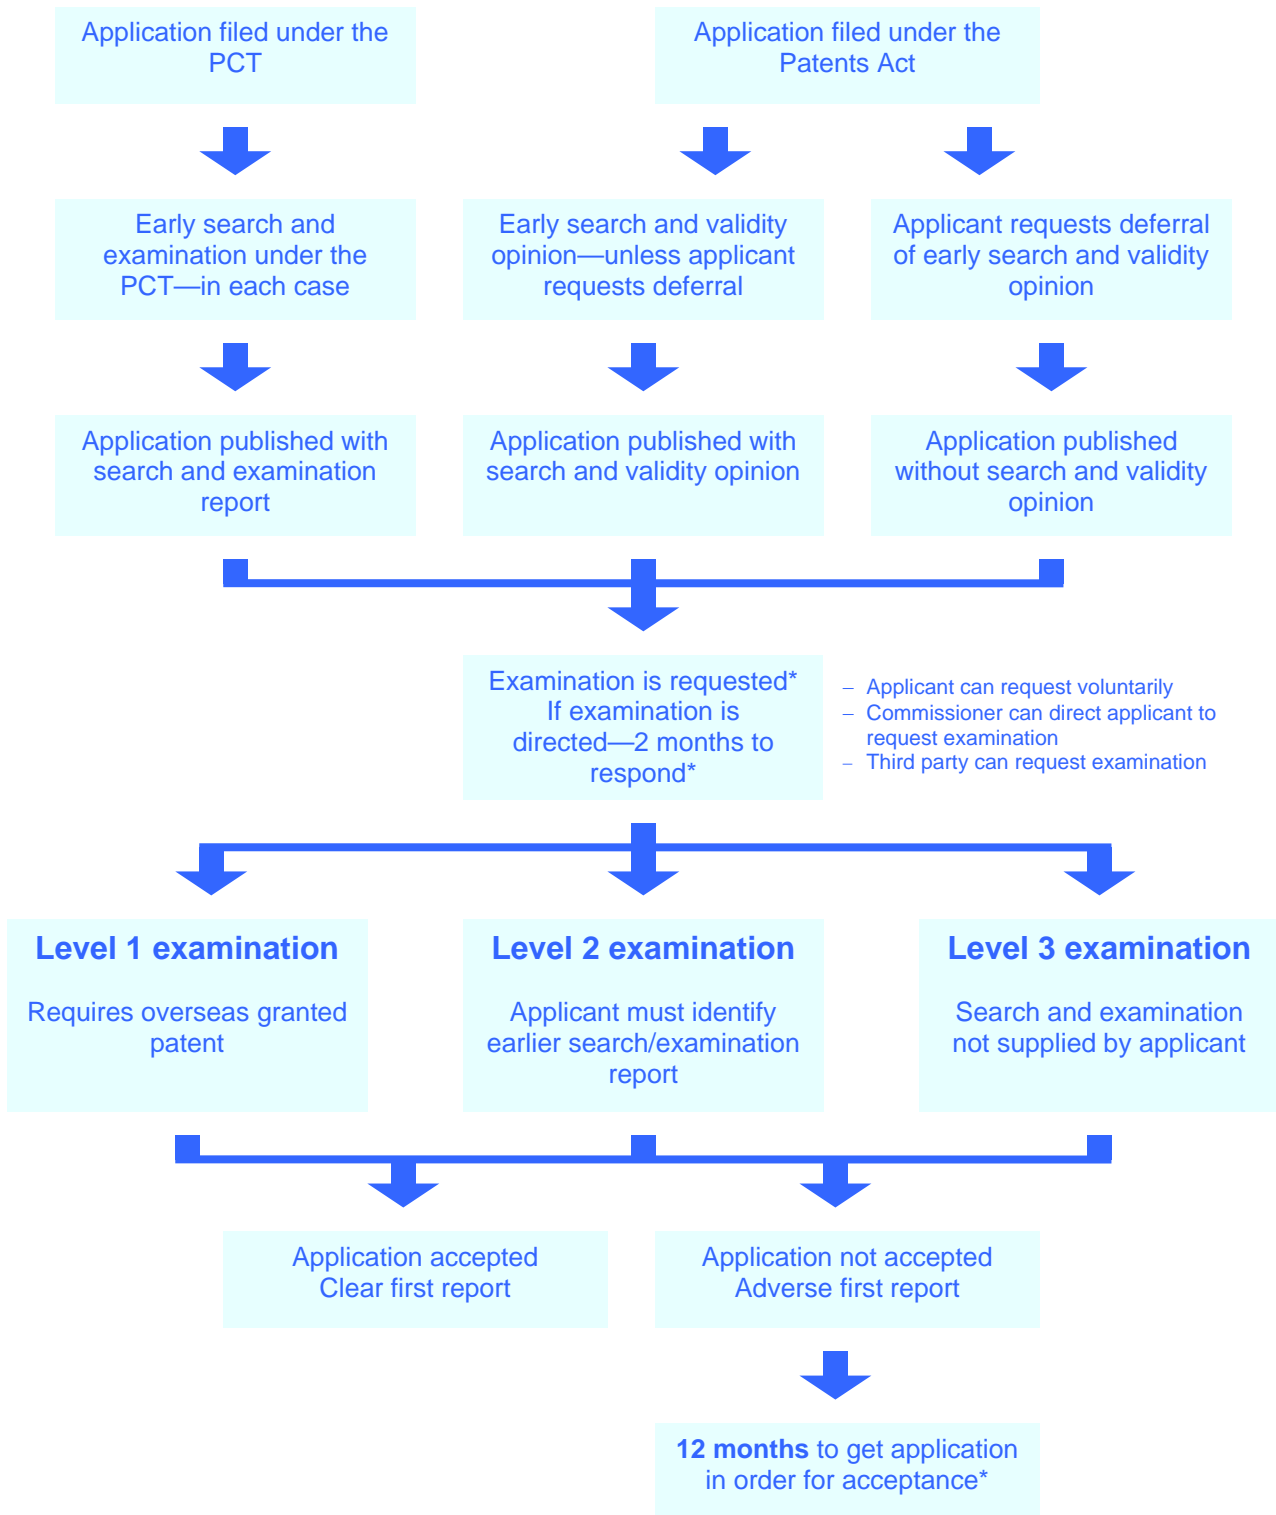 Application filed under the
PCT
Application filed under the
Patents Act
Early search and
examination under the
PCT—in each case
Early search and validity
opinion—unless applicant
requests deferral
Applicant requests deferral
of early search and validity
opinion
Application published with
search and examination
report
Application published with
search and validity opinion
Application published
without search and validity
opinion
Examination is requested*
If examination is
directed—2 months to
respond*
– Applicant can request voluntarily
– Commissioner can direct applicant to
request examination
– Third party can request examination
Level 1 examination
Requires overseas granted
patent
Level 2 examination
Applicant must identify
earlier search/examination
report
Level 3 examination
Search and examination
not supplied by applicant
Application accepted
Clear first report
Application not accepted
Adverse first report
12 months to get application
in order for acceptance*